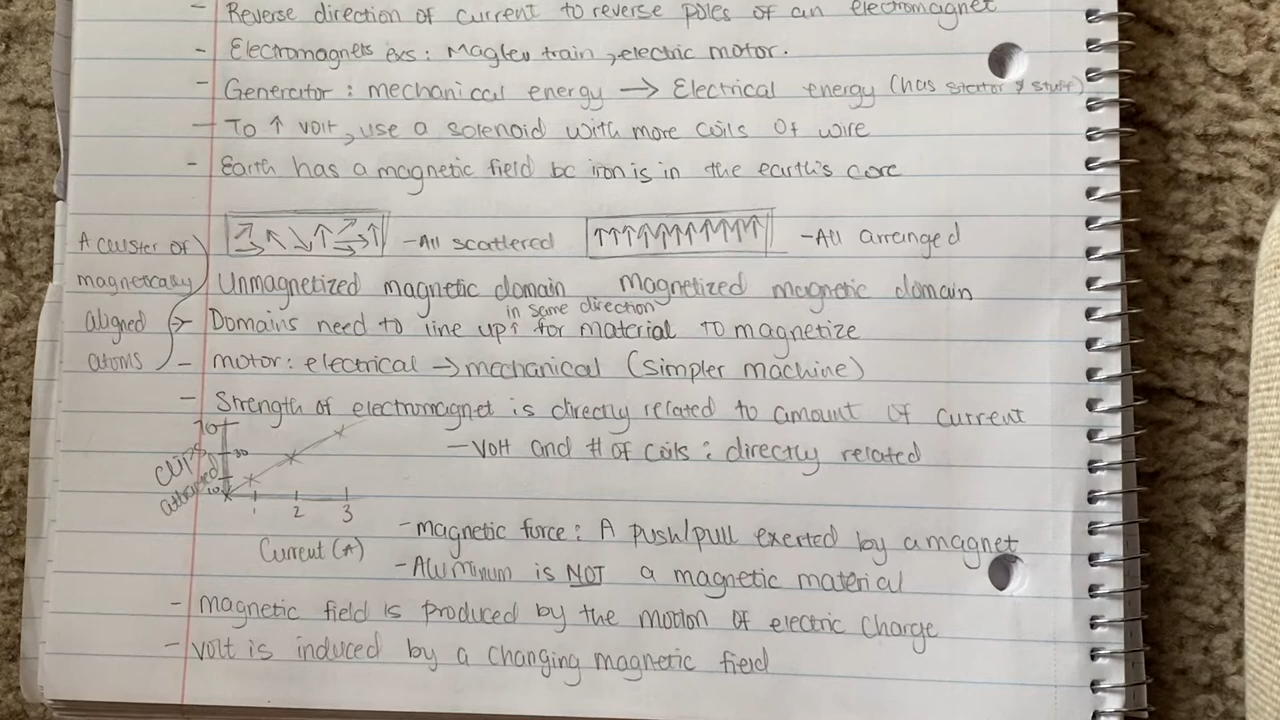 - Reverse direction of current to reverse poles of an electromagnet
- Electromagnets exs: Maglev train, electric motor.
- Generator: mechanical energy → Electrical energy (has stator & stuff)
- To ↑ volt, use a solenoid with more coils of wire
- Earth has a magnetic field bc iron is in the earth's core
- All scattered - All arranged
A cluster of
magnetically
aligned
atoms
Unmagnetized magnetic domain magnetized magnetic domain
in same direction
- Domains need to line up ↑ for material to magnetize
- motor: electrical → mechanical (simpler machine)
- Strength of electromagnet is directly related to amount of current
- Volt and # of coils: directly related
clips
attracted
10
1 2 3
Current (A)
- magnetic force: A push/pull exerted by a magnet
- Aluminum is NOT a magnetic material
- magnetic field is produced by the motion of electric charge
- volt is induced by a changing magnetic field